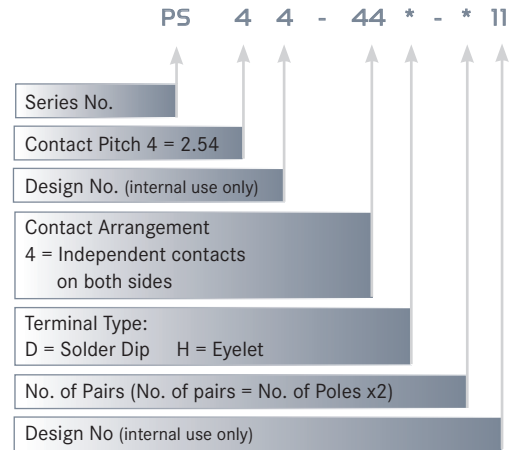 PS 4 4 - 44 * - * 11
Series No.
Contact Pitch 4 = 2.54
Design No. (internal use only)
Contact Arrangement
4 = Independent contacts
on both sides
Terminal Type:
D = Solder Dip H = Eyelet
No. of Pairs (No. of pairs = No. of Poles x2)
Design No (internal use only)